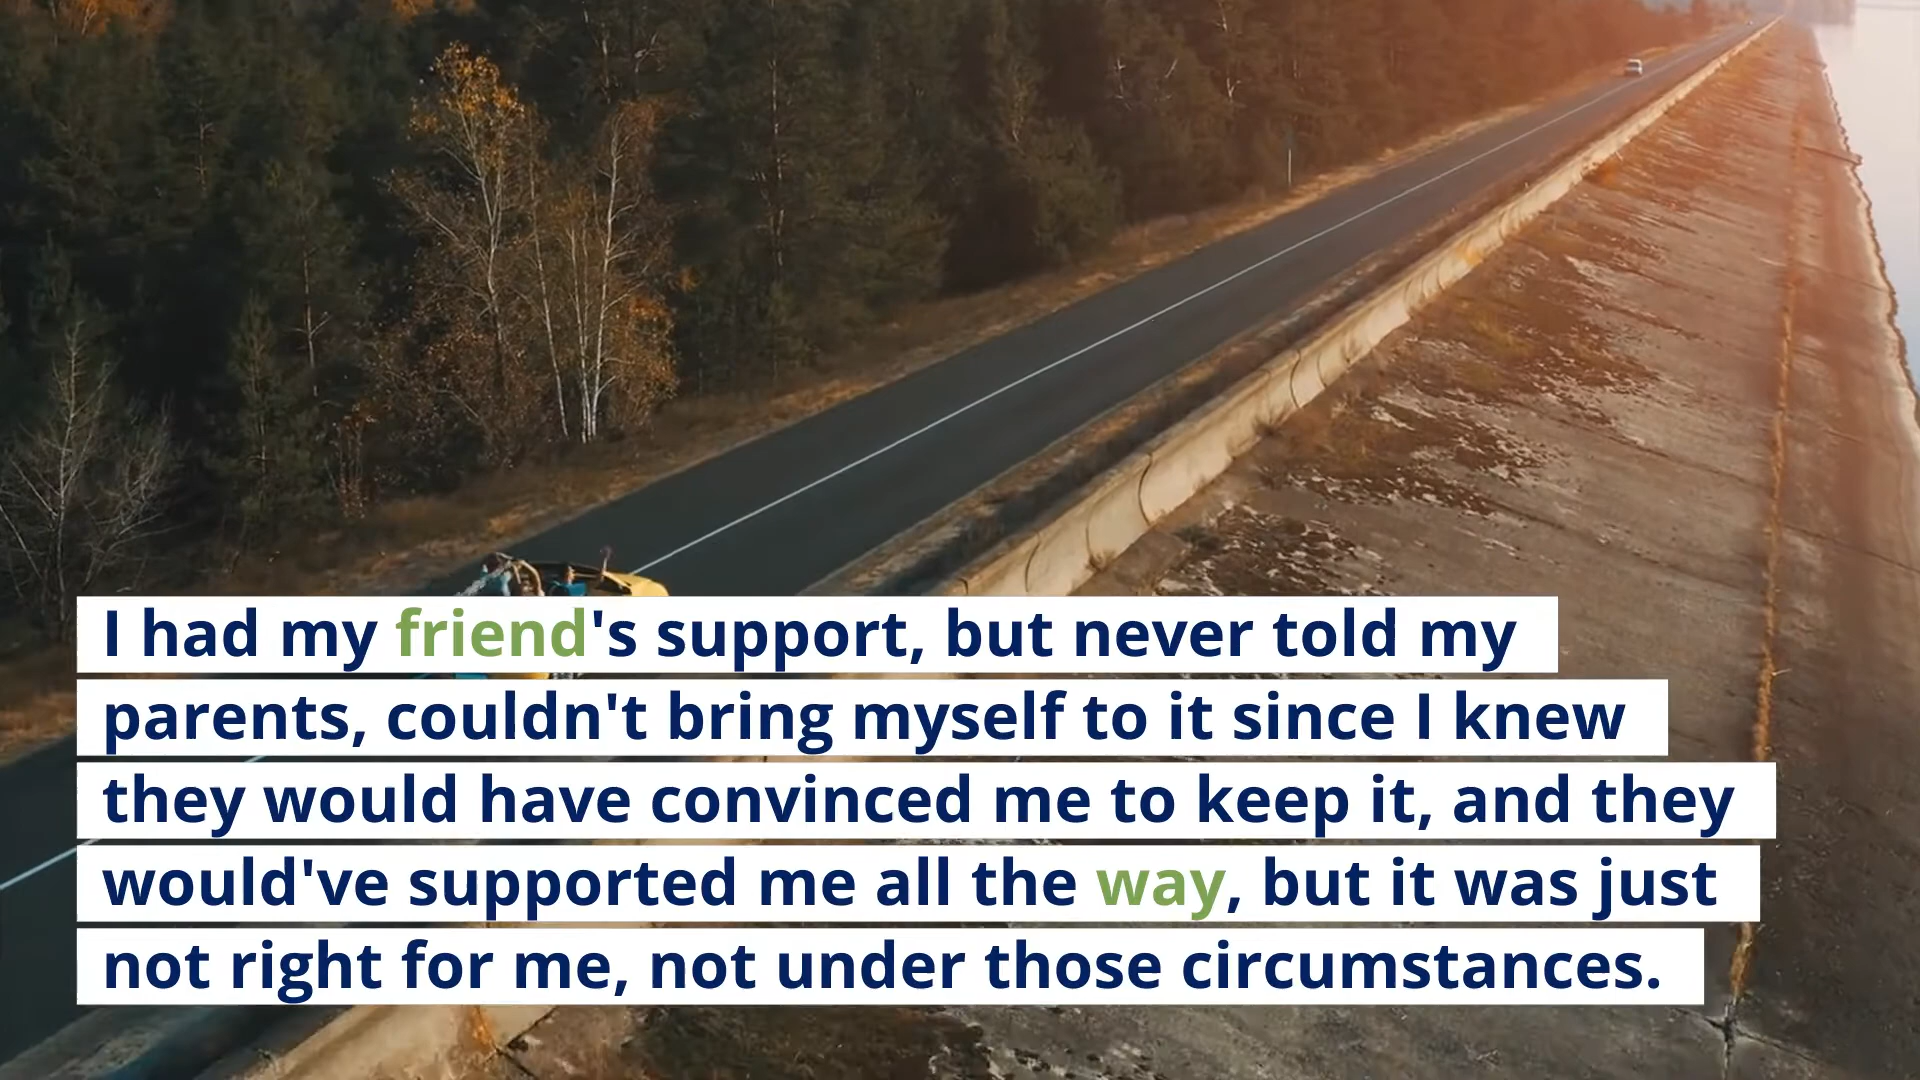 I had my friend's support, but never told my
parents, couldn't bring myself to it since I knew
they would have convinced me to keep it, and they
would've supported me all the way, but it was just
not right for me, not under those circumstances.